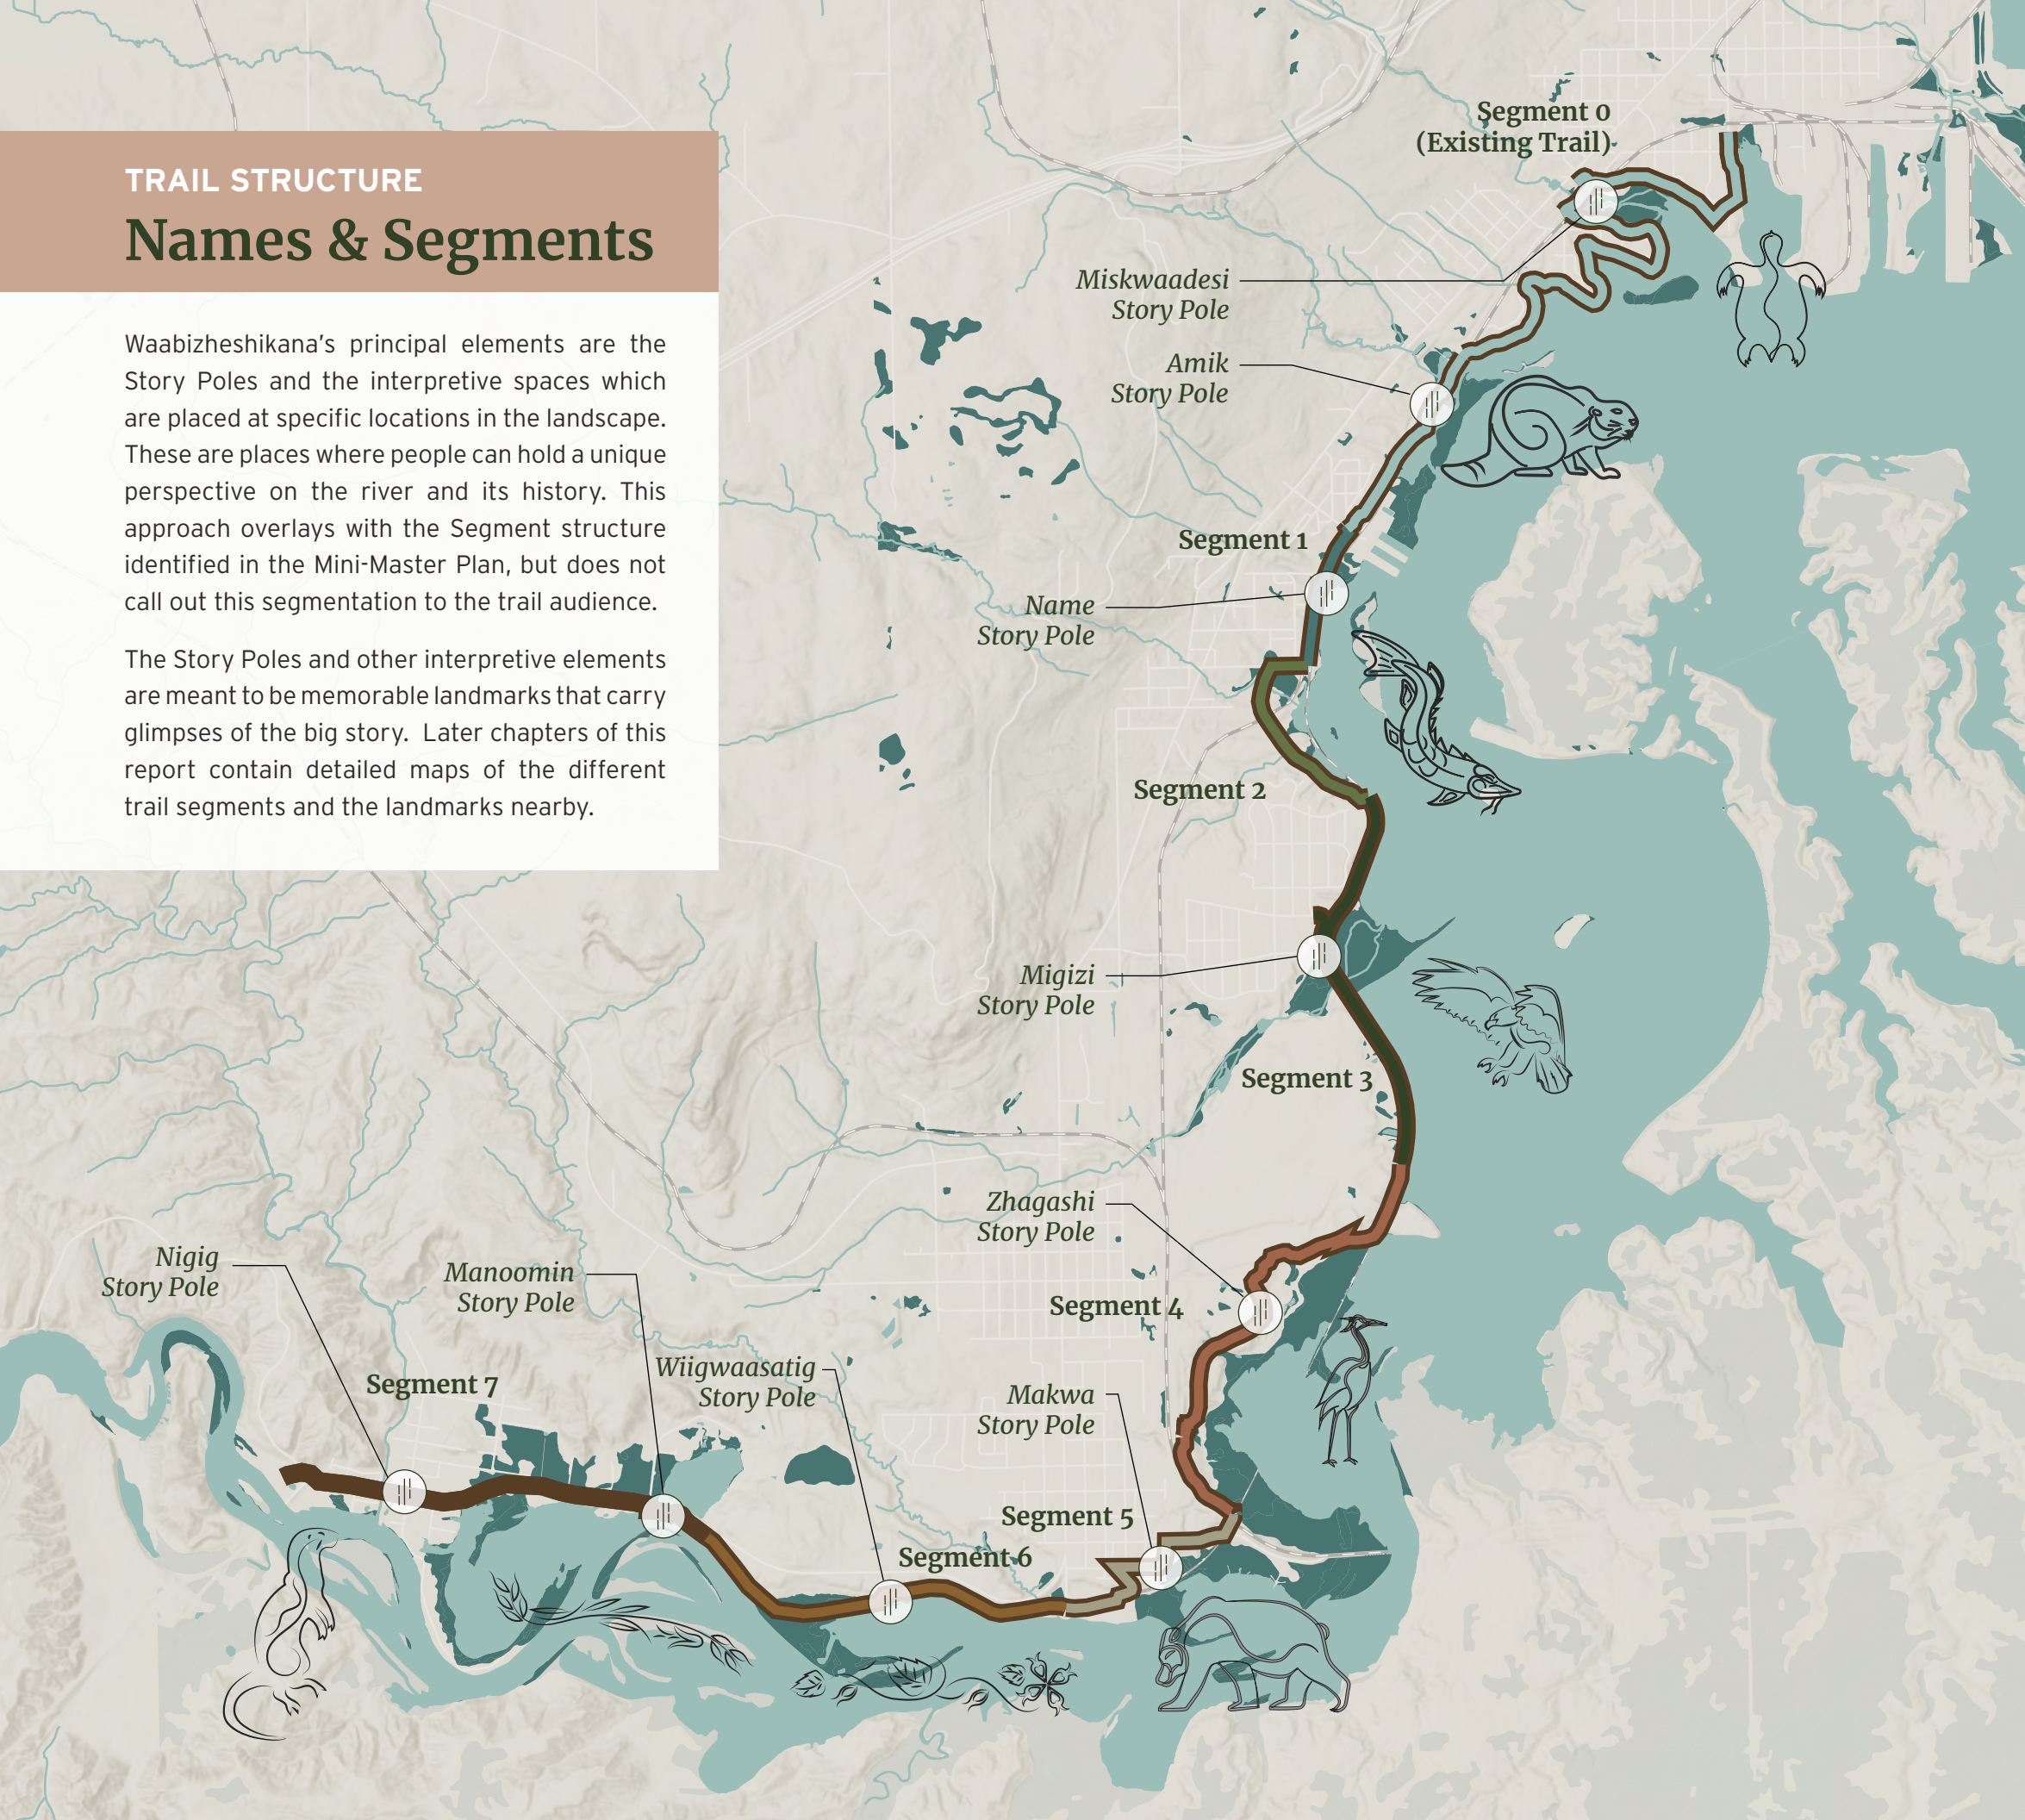 TRAIL STRUCTURE
Names & Segments
Waabizheshikana’s principal elements are the
Story Poles and the interpretive spaces which
are placed at specific locations in the landscape.
These are places where people can hold a unique
perspective on the river and its history. This
approach overlays with the Segment structure
identified in the Mini-Master Plan, but does not
call out this segmentation to the trail audience.
The Story Poles and other interpretive elements
are meant to be memorable landmarks that carry
glimpses of the big story. Later chapters of this
report contain detailed maps of the different
trail segments and the landmarks nearby.
Segment 0
(Existing Trail)
Miskwaadesi
Story Pole
Amik
Story Pole
Segment 1
Name
Story Pole
Segment 2
Migizi
Story Pole
Segment 3
Zhagashi
Story Pole
Segment 4
Makwa
Story Pole
Segment 5
Segment 6
Wiigwaasatig
Story Pole
Manoomin
Story Pole
Segment 7
Nigig
Story Pole